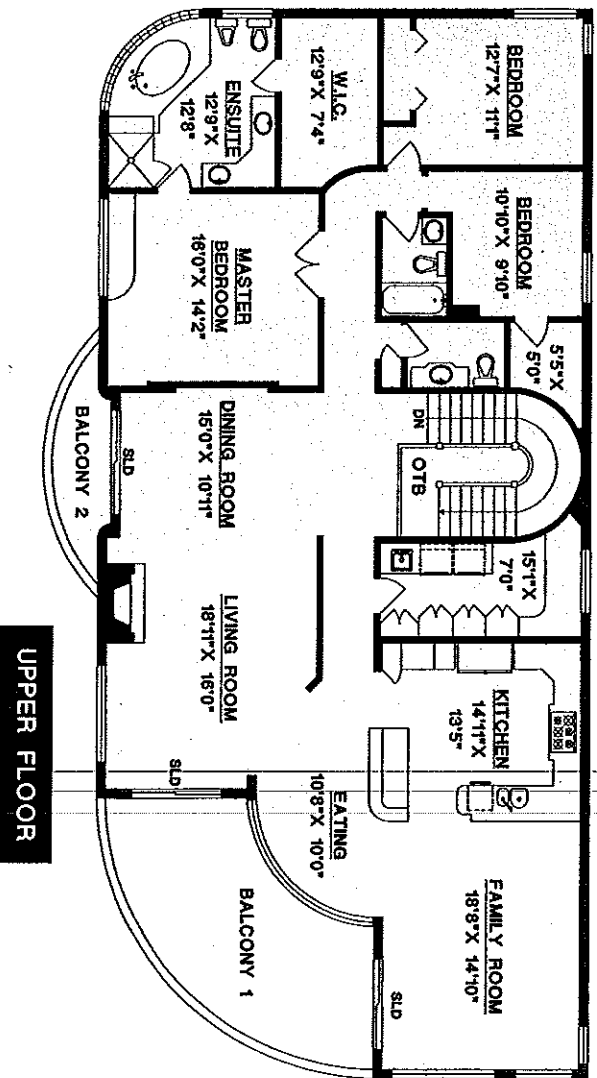 BEDROOM
12'7"X 11'1"
BEDROOM
10'10"X 9'10"
5'5"X
5'0"
W.I.C.
12'9"X 7'4"
ENSUITE
12'9"X
12'8"
MASTER
BEDROOM
16'0"X 14'2"
DN
OTB
15'1"X
7'0"
KITCHEN
14'11"X
13'5"
FAMILY ROOM
18'8"X 14'10"
DINING ROOM
15'0"X 10'11"
LIVING ROOM
18'11"X 16'0"
EATING
10'8"X 10'0"
SLD
BALCONY 2
SLD
SLD
BALCONY 1
UPPER FLOOR